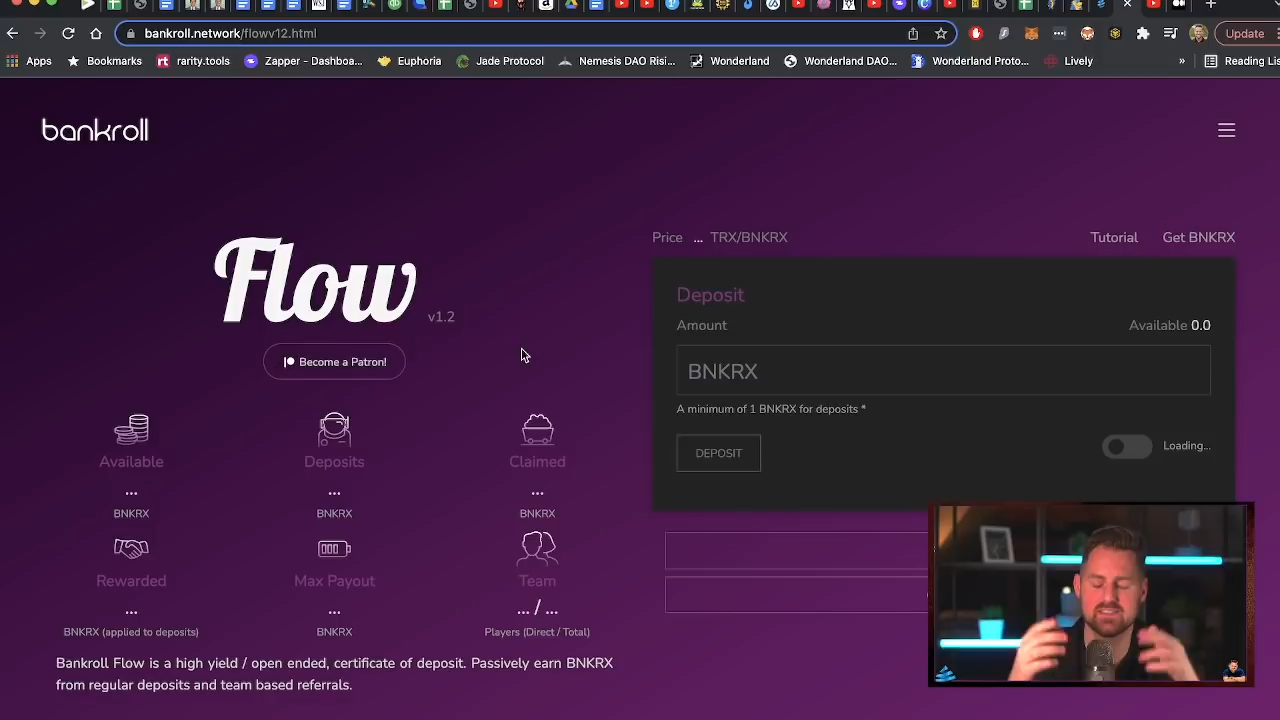 bankroll.network/flowv12.html
Update
Apps
Bookmarks
rt rarity.tools
Zapper - Dashboa...
Euphoria
Jade Protocol
Nemesis DAO Risi...
Wonderland
Wonderland DAO...
Wonderland Proto...
Lively
»
Reading Lis
bankroll
Flow v1.2
Become a Patron!
Available
...
BNKRX
Deposits
...
BNKRX
Claimed
...
BNKRX
Rewarded
...
BNKRX (applied to deposits)
Max Payout
...
BNKRX
Team
... / ...
Players (Direct / Total)
Bankroll Flow is a high yield / open ended, certificate of deposit. Passively earn BNKRX
from regular deposits and team based referrals.
Price ... TRX/BNKRX
Tutorial Get BNKRX
Deposit
Amount
Available 0.0
BNKRX
A minimum of 1 BNKRX for deposits *
DEPOSIT
Loading...